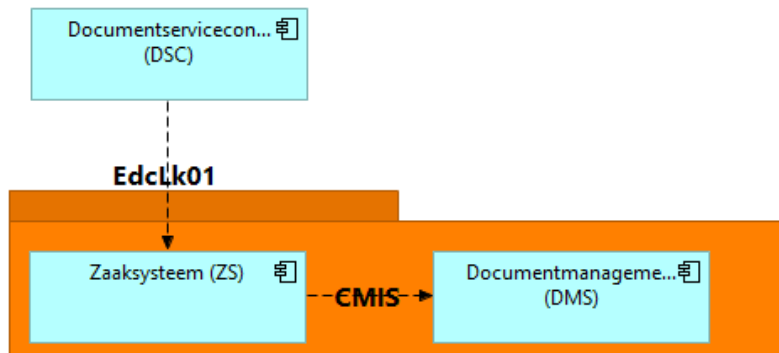 Documentservicecon...
(DSC)
EdcLk01
Zaaksysteem (ZS)
CMIS
Documentmanageme...
(DMS)